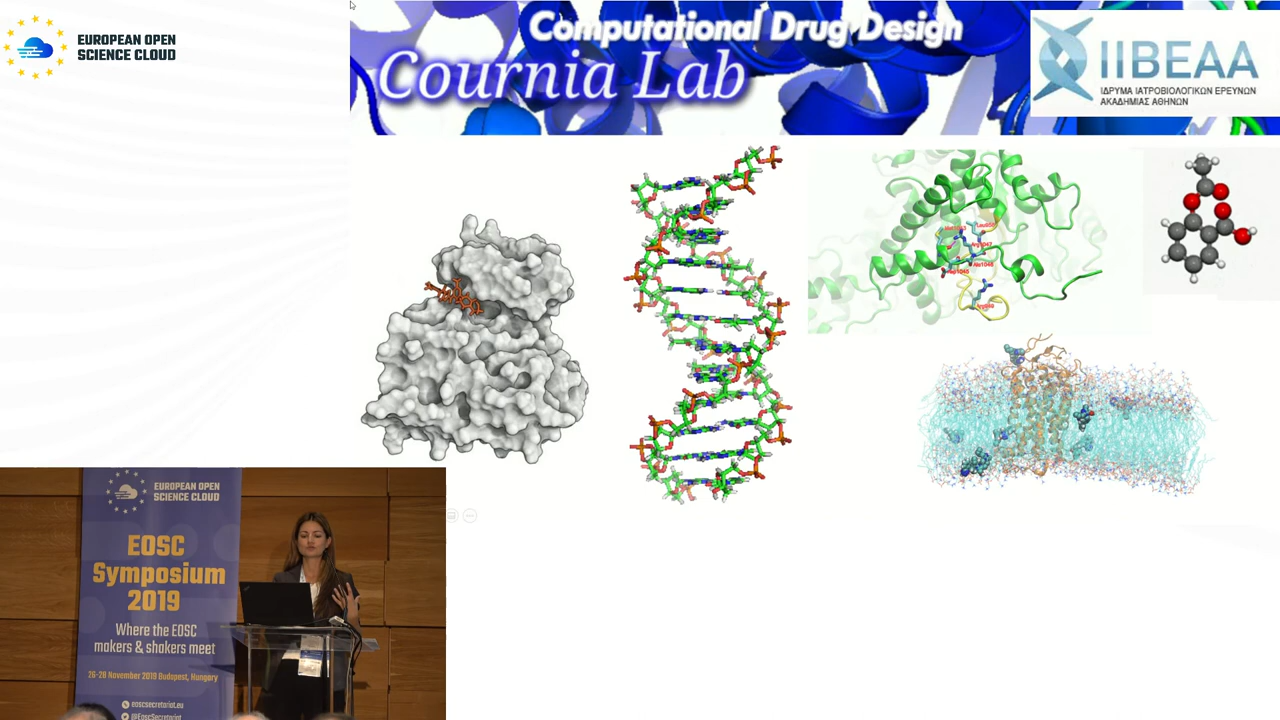 EUROPEAN OPEN
SCIENCE CLOUD
Computational Drug Design
Cournia Lab
IIBEAA
ΙΔΡΥΜΑ ΙΑΤΡΟΒΙΟΛΟΓΙΚΩΝ ΕΡΕΥΝΩΝ
ΑΚΑΔΗΜΙΑΣ ΑΘΗΝΩΝ
EUROPEAN OPEN
SCIENCE CLOUD
EOSC
Symposium
2019
Where the EOSC
makers & shakers meet
26-28 November 2019 Budapest, Hungary
eoscsecretariat.eu
@EoscSecretariat